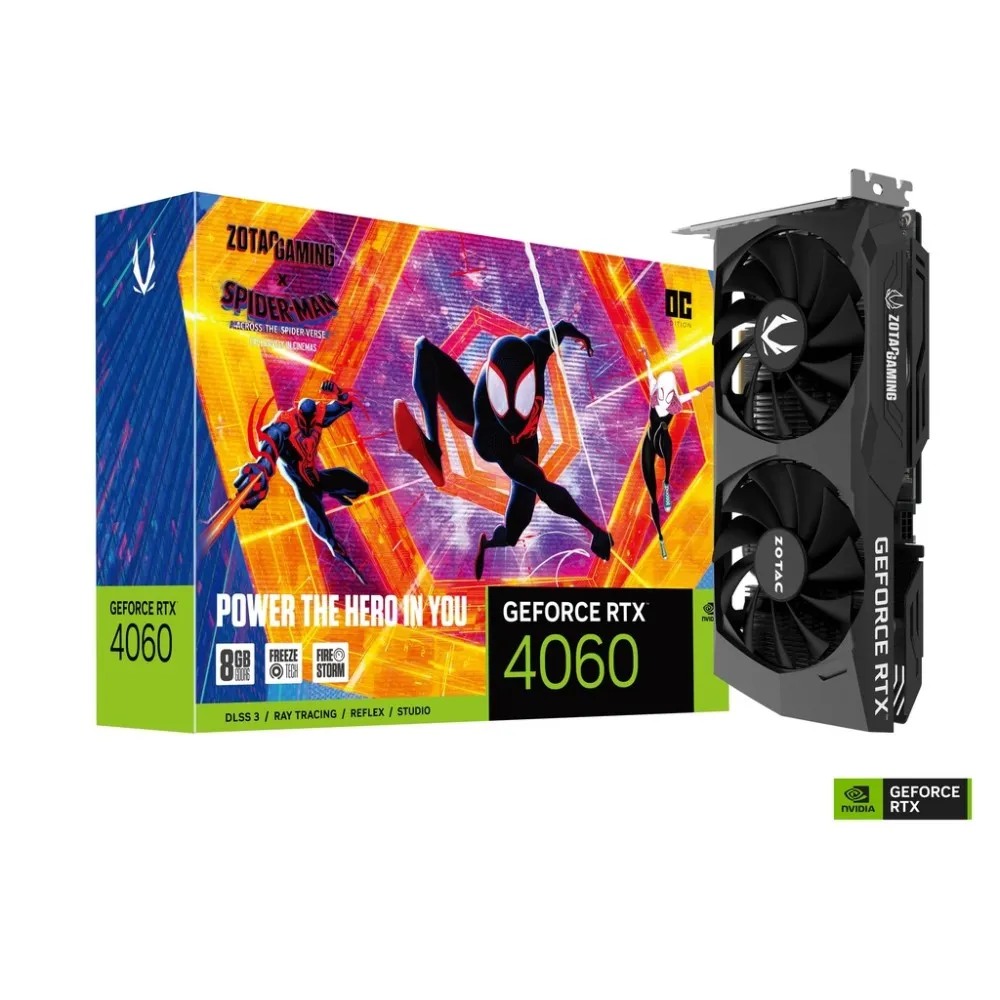 ZOTAC GAMING
X
SPIDER-MAN
ACROSS THE SPIDER-VERSE
OC
EDITION
GEFORCE RTX
4060
POWER THE HERO IN YOU
8GB
GDDR6
FREEZE
TECH
FIRE
STORM
DLSS 3 / RAY TRACING / REFLEX / STUDIO
GEFORCE RTX™
4060
ZOTAC GAMING
ZOTAC
GEFORCE RTX
NVIDIA
GEFORCE
RTX